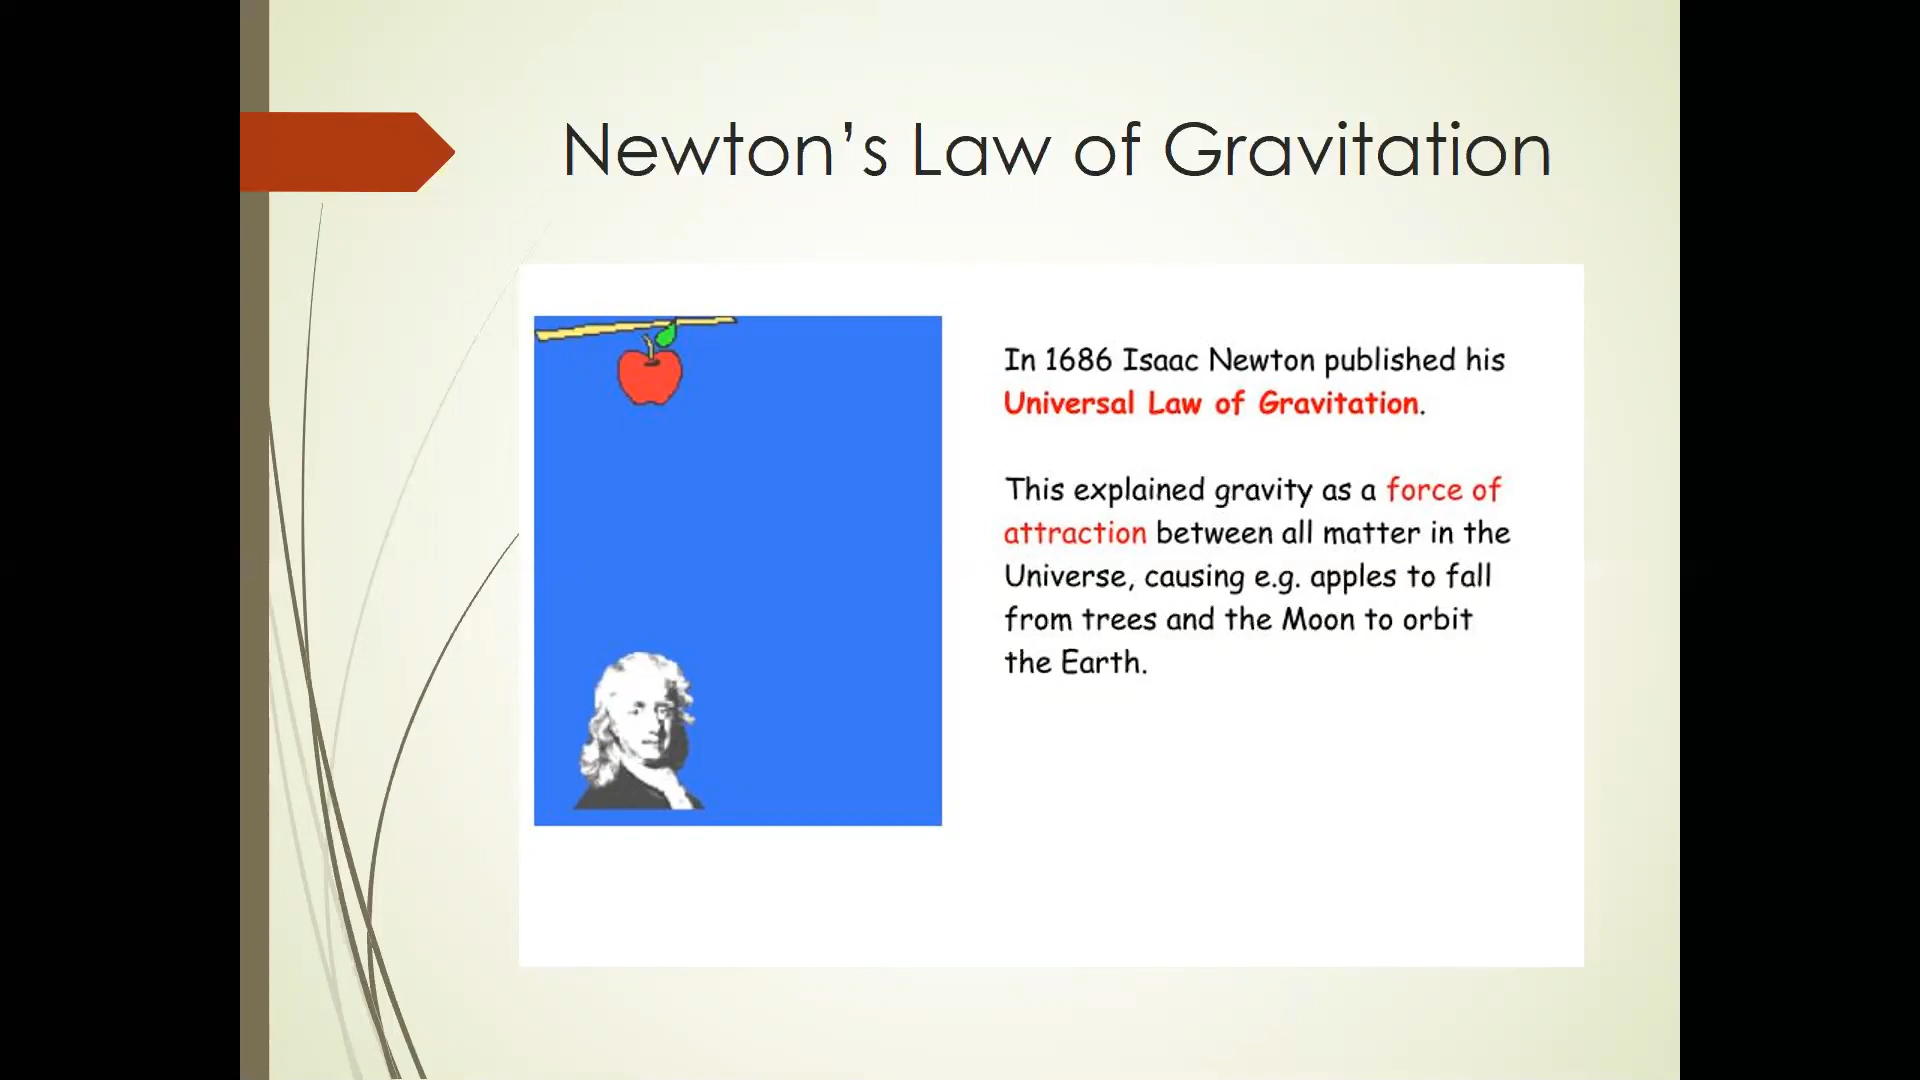 Newton’s Law of Gravitation
In 1686 Isaac Newton published his
Universal Law of Gravitation.
This explained gravity as a force of
attraction between all matter in the
Universe, causing e.g. apples to fall
from trees and the Moon to orbit
the Earth.